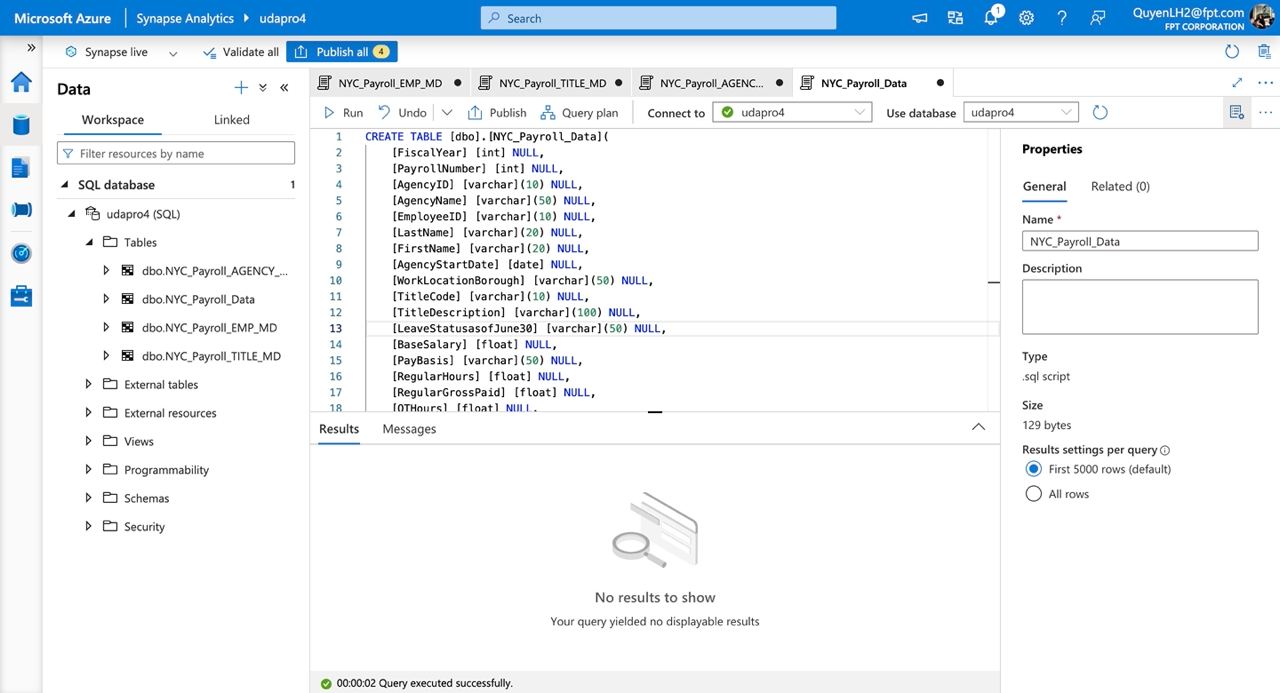 Microsoft Azure Synapse Analytics udapro4 Search 1 QuyenLH2@fpt.com
FPT CORPORATION
Synapse live Validate all Publish all 4
Data
Workspace Linked
Filter resources by name
SQL database 1
udapro4 (SQL)
Tables
dbo.NYC_Payroll_AGENCY_...
dbo.NYC_Payroll_Data
dbo.NYC_Payroll_EMP_MD
dbo.NYC_Payroll_TITLE_MD
External tables
External resources
Views
Programmability
Schemas
Security
NYC_Payroll_EMP_MD NYC_Payroll_TITLE_MD NYC_Payroll_AGENC... NYC_Payroll_Data
Run Undo Publish Query plan Connect to udapro4 Use database udapro4
1 CREATE TABLE [dbo].[NYC_Payroll_Data](
2 [FiscalYear] [int] NULL,
3 [PayrollNumber] [int] NULL,
4 [AgencyID] [varchar](10) NULL,
5 [AgencyName] [varchar](50) NULL,
6 [EmployeeID] [varchar](10) NULL,
7 [LastName] [varchar](20) NULL,
8 [FirstName] [varchar](20) NULL,
9 [AgencyStartDate] [date] NULL,
10 [WorkLocationBorough] [varchar](50) NULL,
11 [TitleCode] [varchar](10) NULL,
12 [TitleDescription] [varchar](100) NULL,
13 [LeaveStatusasofJune30] [varchar](50) NULL,
14 [BaseSalary] [float] NULL,
15 [PayBasis] [varchar](50) NULL,
16 [RegularHours] [float] NULL,
17 [RegularGrossPaid] [float] NULL,
18 [OTHours] [float] NULL,
Results Messages
No results to show
Your query yielded no displayable results
00:00:02 Query executed successfully.
Properties
General Related (0)
Name *
NYC_Payroll_Data
Description
Type
.sql script
Size
129 bytes
Results settings per query
First 5000 rows (default)
All rows